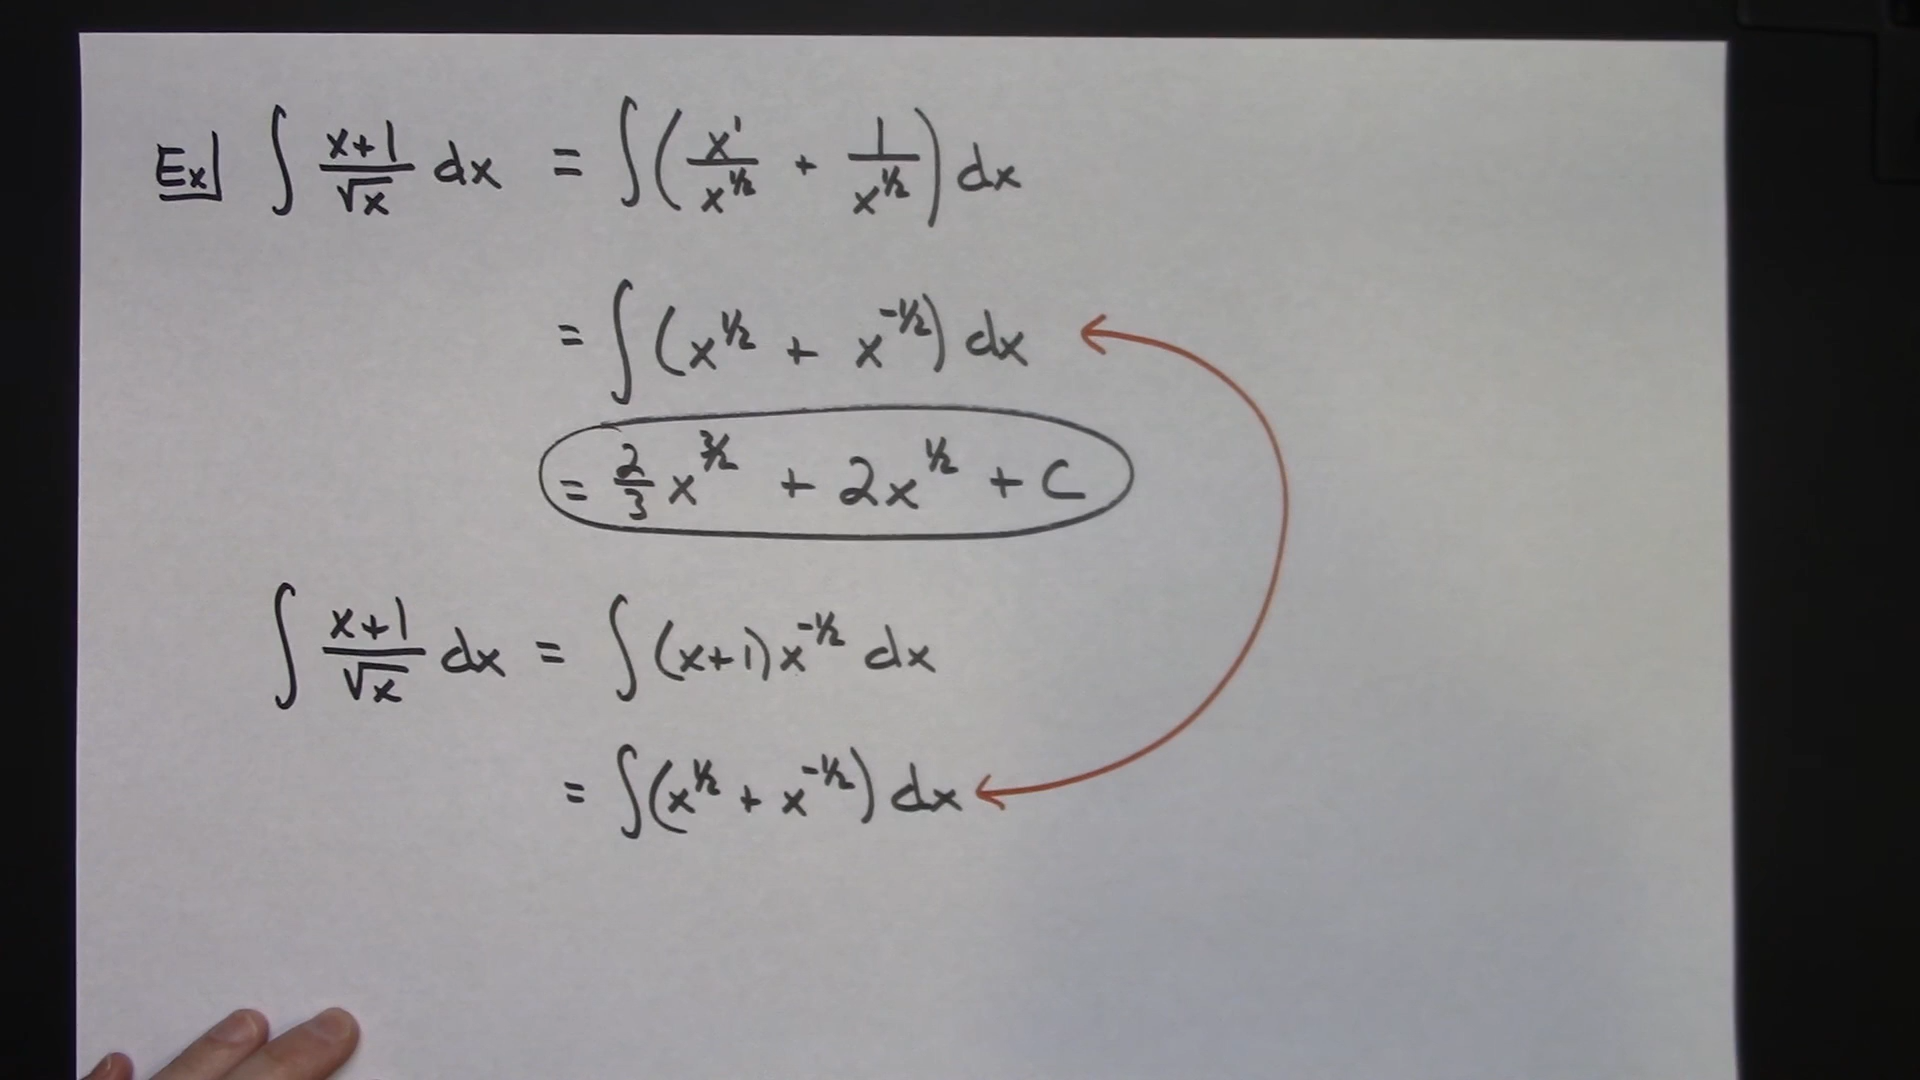 Ex ∫ (x+1)/√x dx = ∫ ( x¹/x^½ + 1/x^½ ) dx
= ∫ ( x^½ + x^-½ ) dx
= 2/3 x^3/2 + 2x^½ + C
∫ (x+1)/√x dx = ∫ (x+1) x^-½ dx
= ∫ ( x^½ + x^-½ ) dx